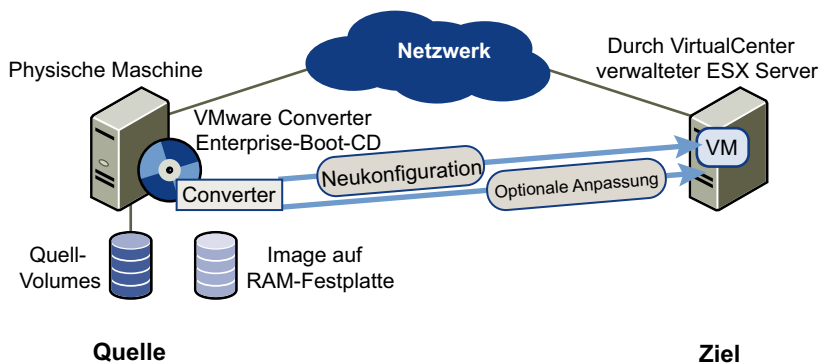 Netzwerk
Durch VirtualCenter
verwalteter ESX Server
Physische Maschine
VMware Converter
Enterprise-Boot-CD
VM
Neukonfiguration
Optionale Anpassung
Converter
Quell-
Volumes
Image auf
RAM-Festplatte
Quelle
Ziel